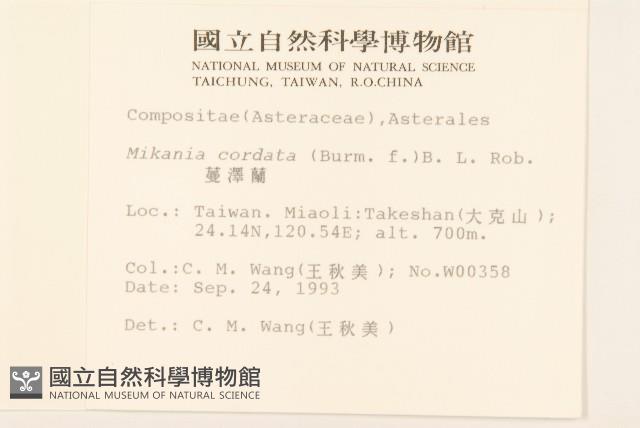 國立自然科學博物館
NATIONAL MUSEUM OF NATURAL SCIENCE
TAICHUNG, TAIWAN, R.O.CHINA
Compositae(Asteraceae),Asterales
Mikania cordata (Burm. f.)B. L. Rob.
蔓澤蘭
Loc.: Taiwan. Miaoli:Takeshan(大克山);
24.14N,120.54E; alt. 700m.
Col.:C. M. Wang(王秋美); No.W00358
Date: Sep. 24, 1993
Det.: C. M. Wang(王秋美)
國立自然科學博物館
NATIONAL MUSEUM OF NATURAL SCIENCE